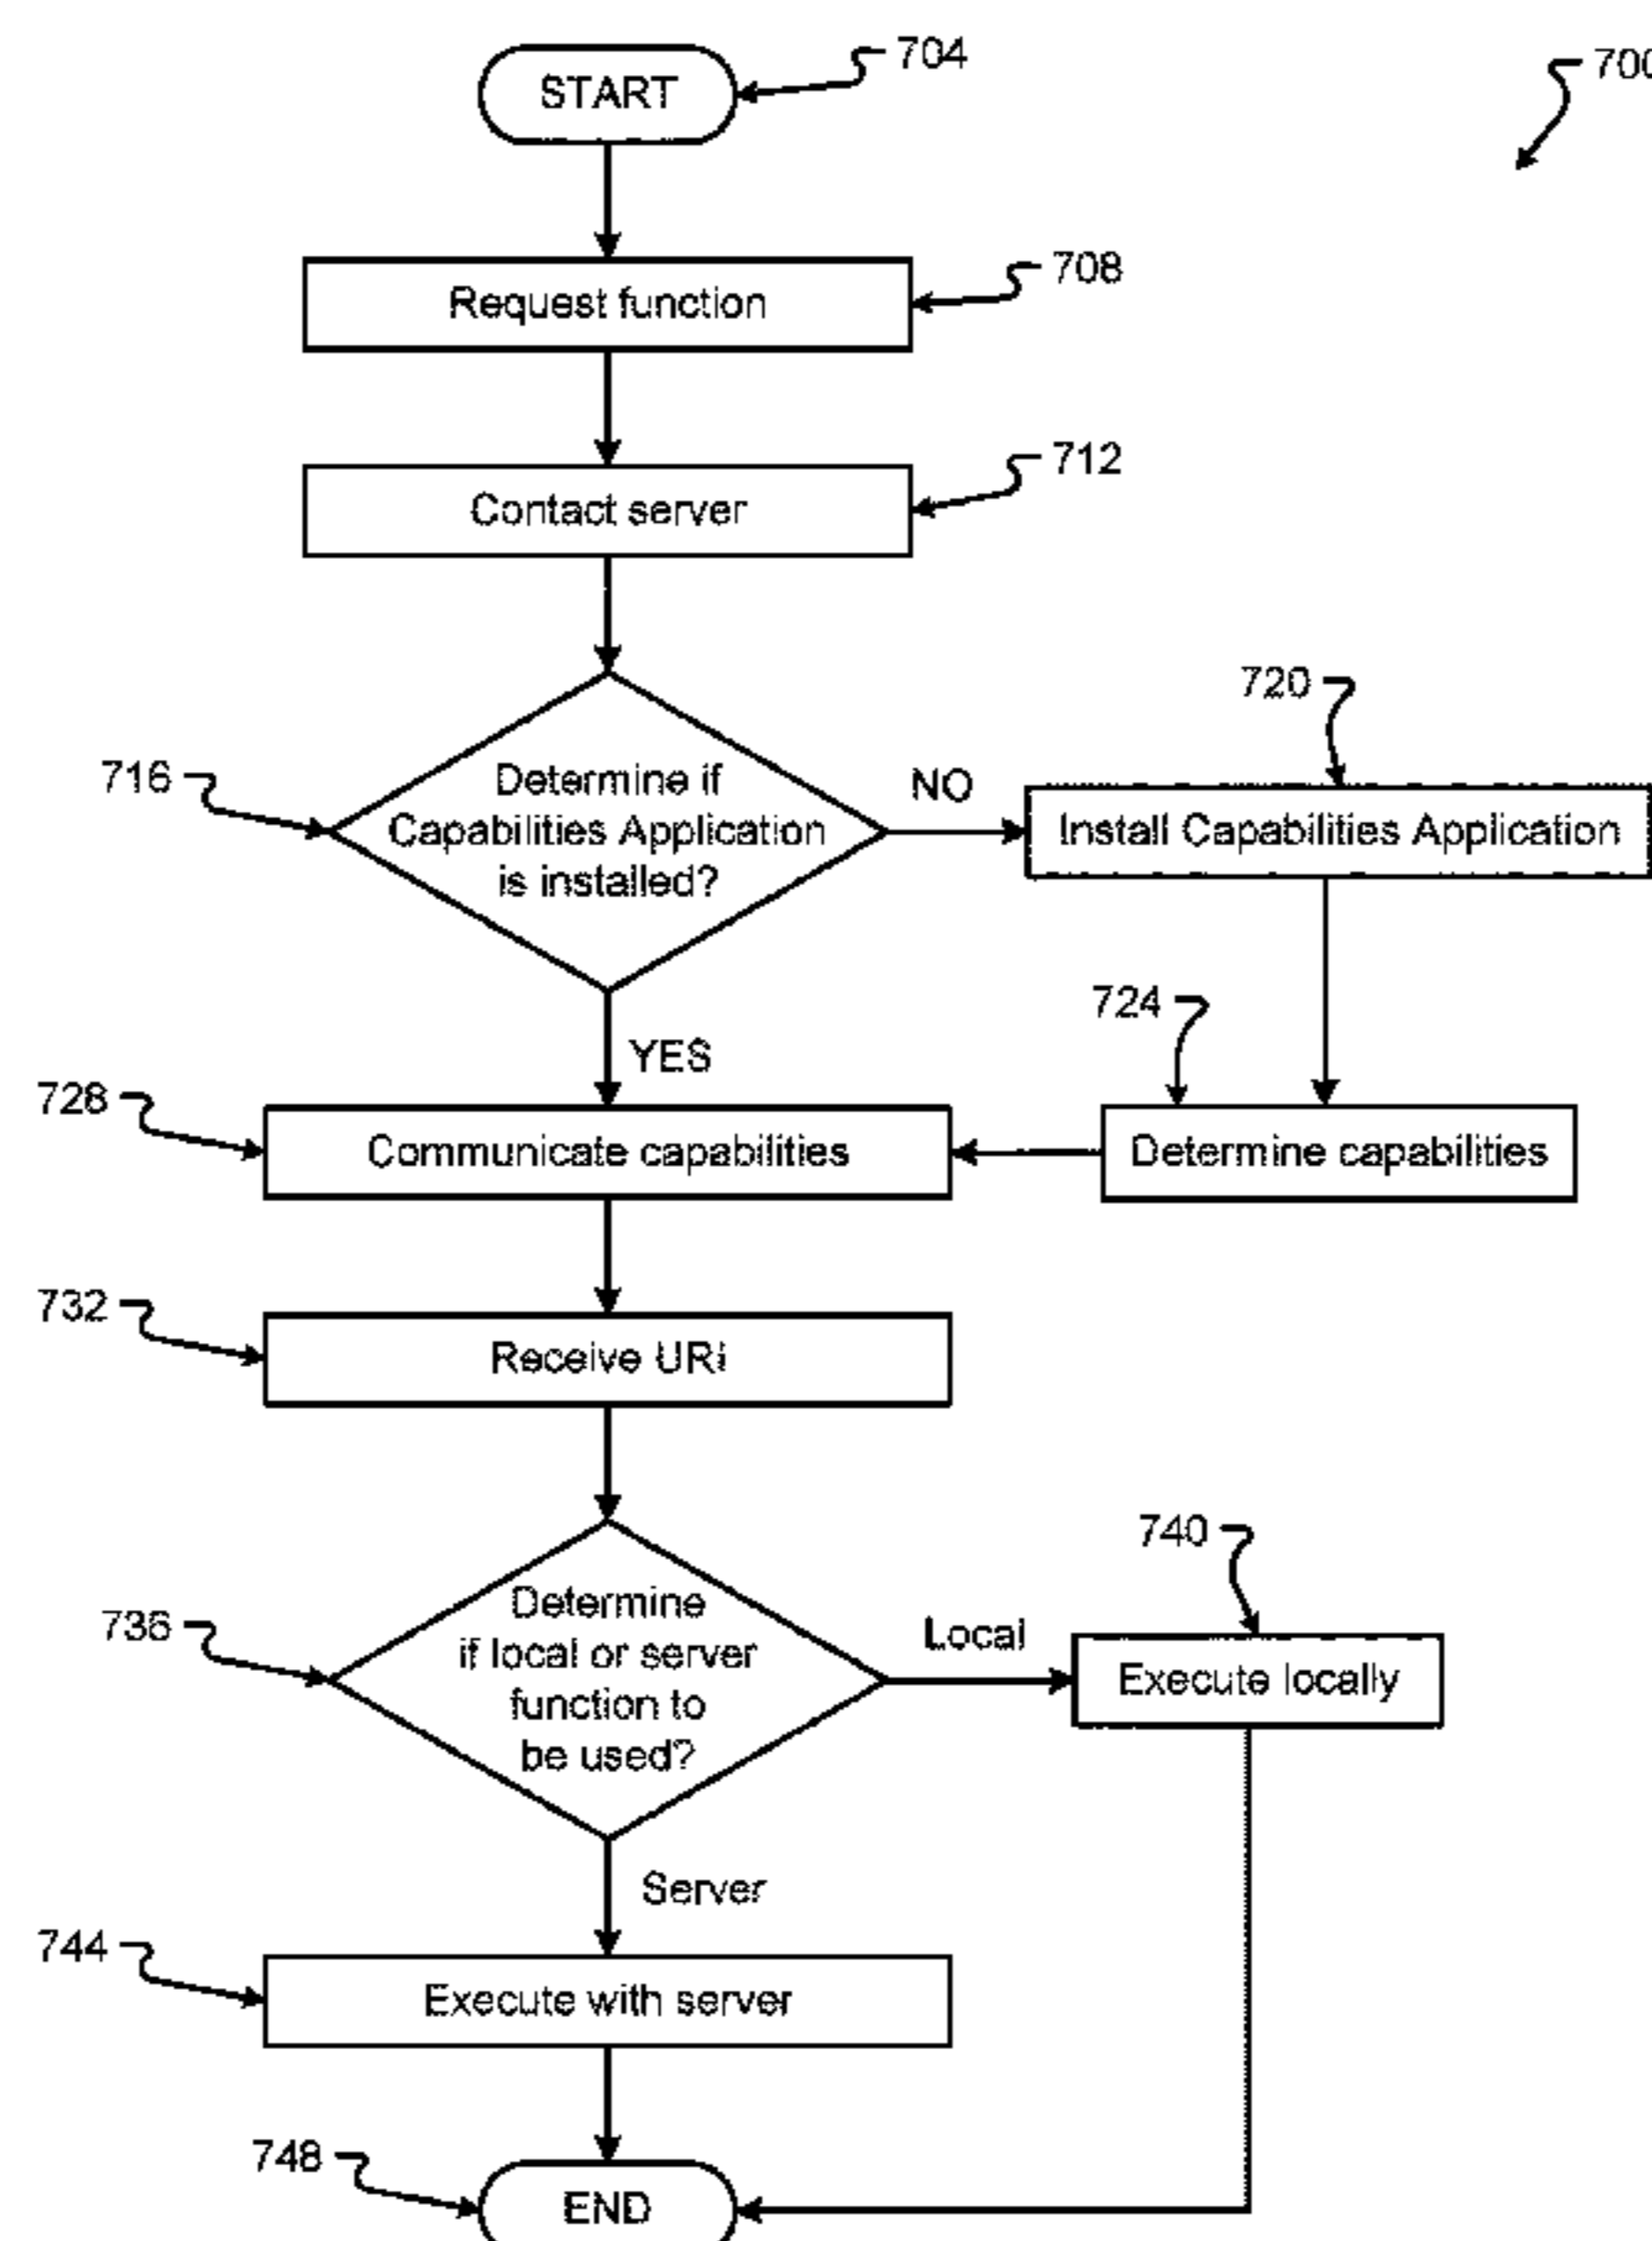 START
704
700
Request function
708
Contact server
712
716
Determine if
Capabilities Application
is installed?
NO
720
Install Capabilities Application
YES
724
728
Communicate capabilities
Determine capabilities
732
Receive URI
736
Determine
if local or server
function to
be used?
Local
740
Execute locally
Server
744
Execute with server
748
END